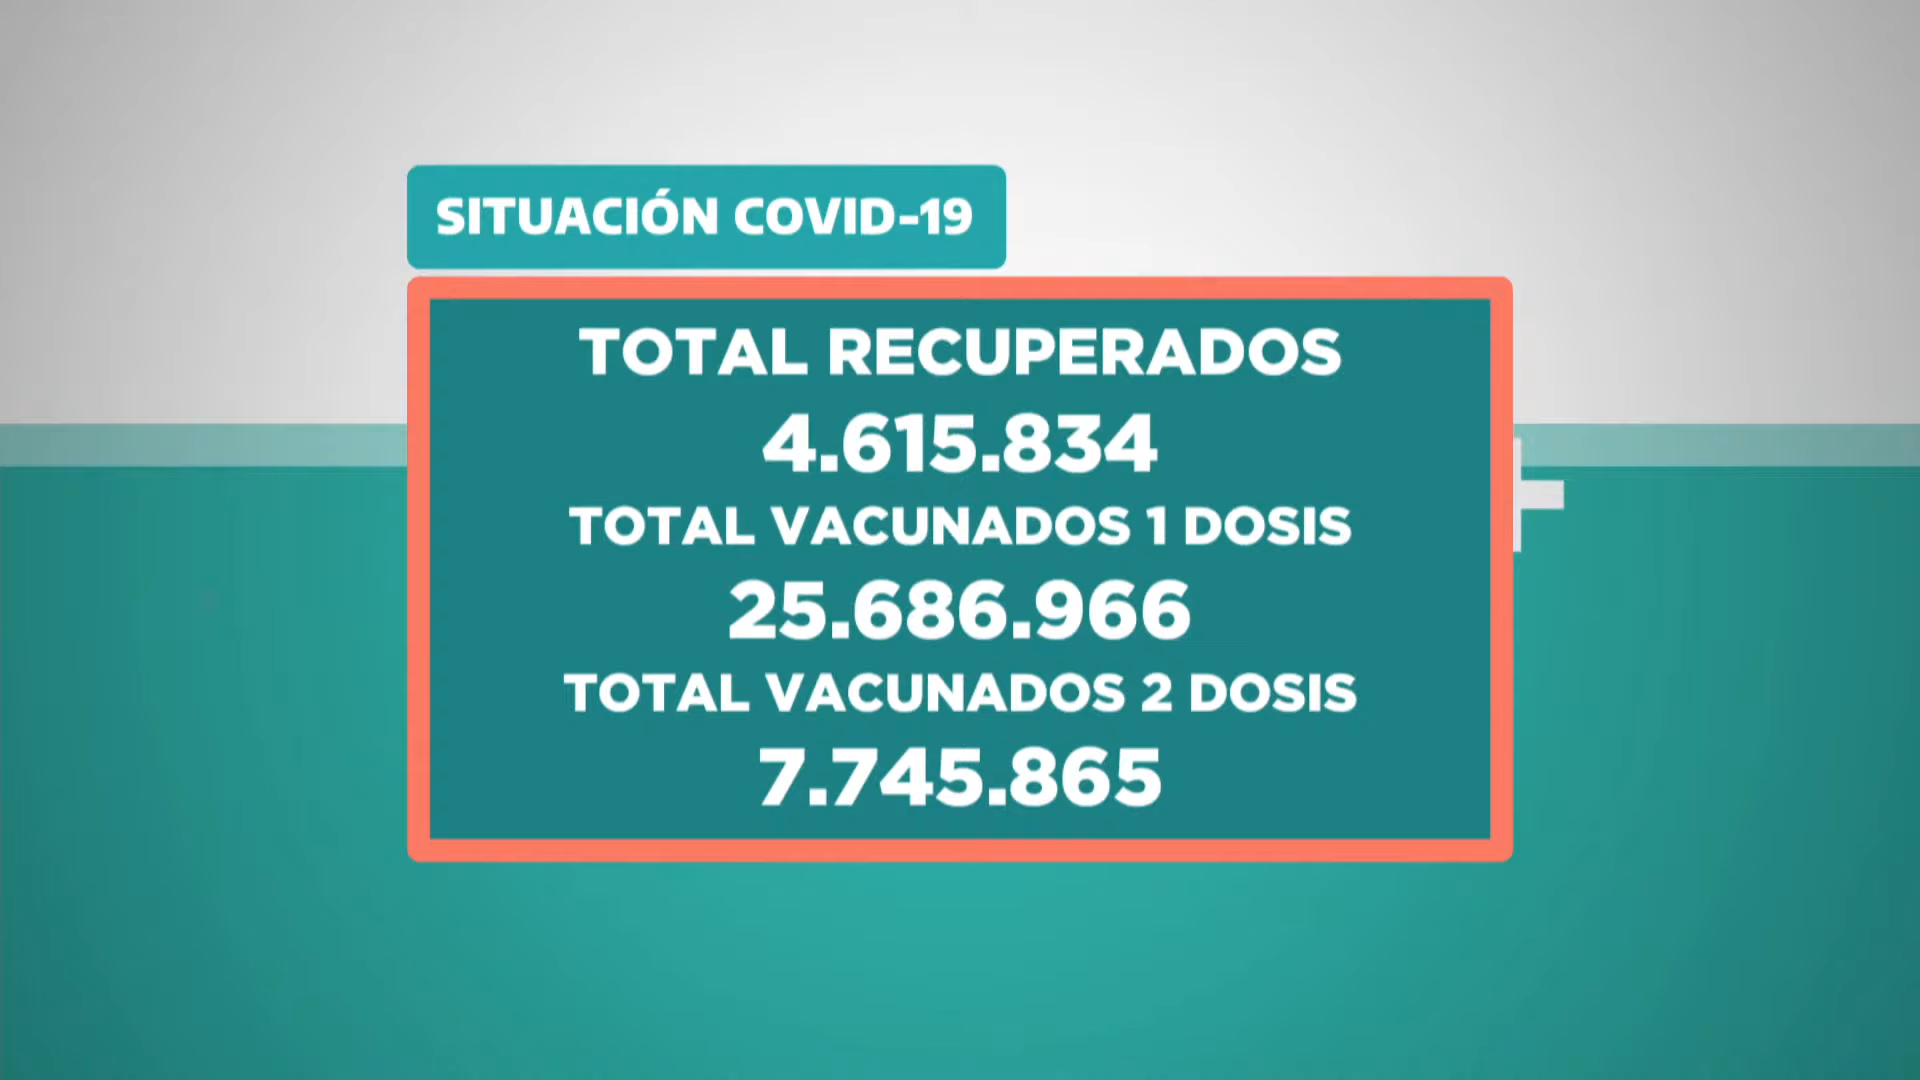 SITUACIÓN COVID-19
TOTAL RECUPERADOS
4.615.834
TOTAL VACUNADOS 1 DOSIS
25.686.966
TOTAL VACUNADOS 2 DOSIS
7.745.865